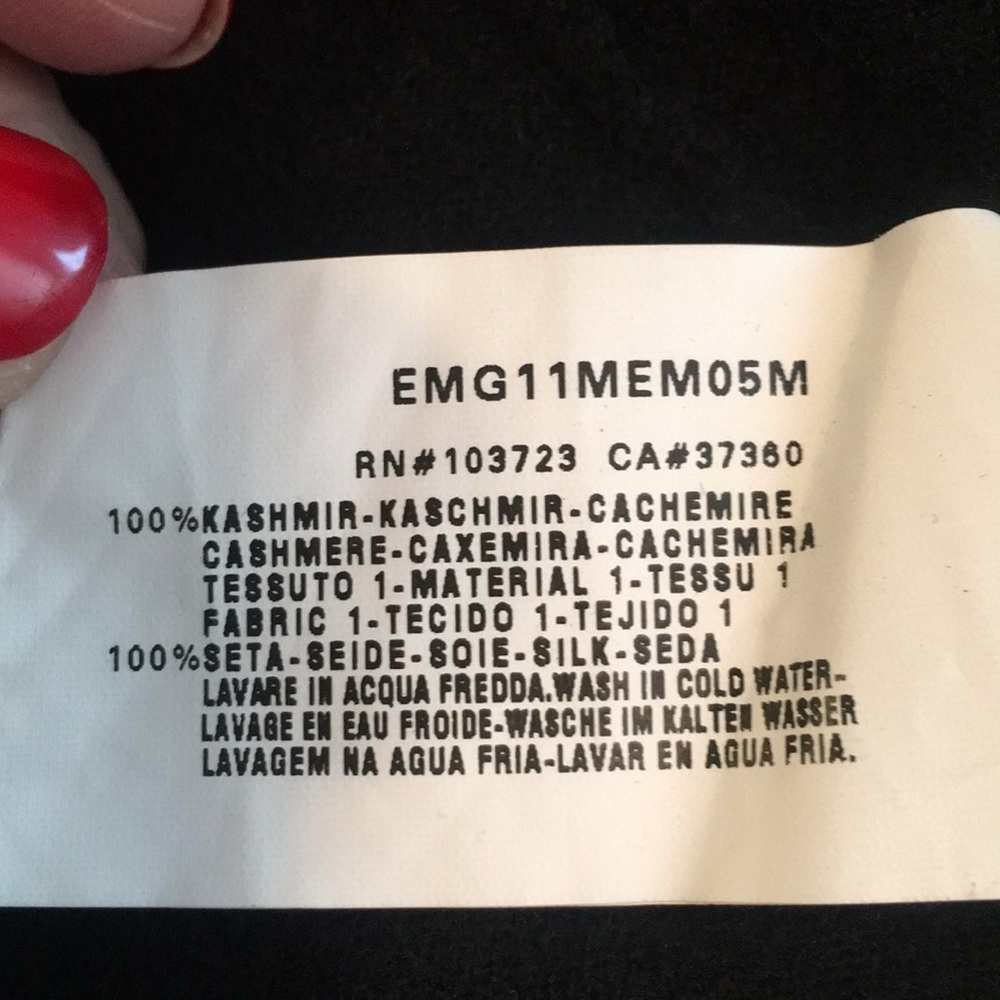 EMG11MEM05M
RN#103723 CA#37360
100%KASHMIR-KASCHMIR-CACHEMIRE
CASHMERE-CAXEMIRA-CACHEMIRA
TESSUTO 1-MATERIAL 1-TESSU 1
FABRIC 1-TECIDO 1-TEJIDO 1
100%SETA-SEIDE-SOIE-SILK-SEDA
LAVARE IN ACQUA FREDDA.WASH IN COLD WATER-
LAVAGE EN EAU FROIDE-WASCHE IM KALTEN WASSER
LAVAGEM NA AGUA FRIA-LAVAR EN AGUA FRIA.